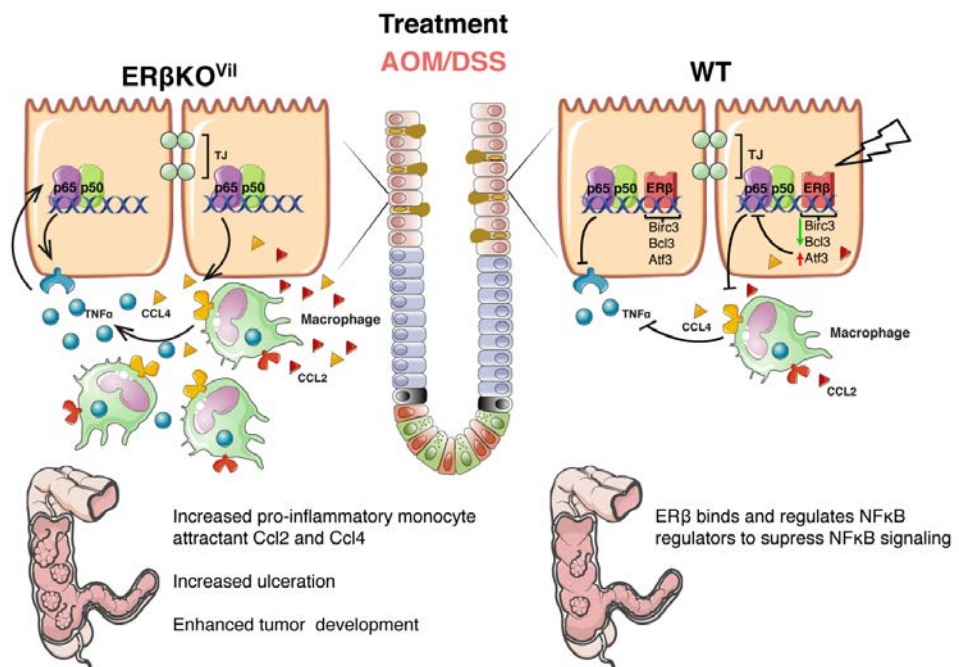 Treatment
AOM/DSS
ERβKO^Vil
WT
TJ
p65 p50
p65 p50
TNFα
CCL4
Macrophage
CCL2
TJ
p65 p50 ERβ
Birc3
Bcl3
Atf3
p65 p50 ERβ
Birc3
Bcl3
Atf3
TNFα
CCL4
Macrophage
CCL2
Increased pro-inflammatory monocyte
attractant Ccl2 and Ccl4
Increased ulceration
Enhanced tumor development
ERβ binds and regulates NFκB
regulators to supress NFκB signaling